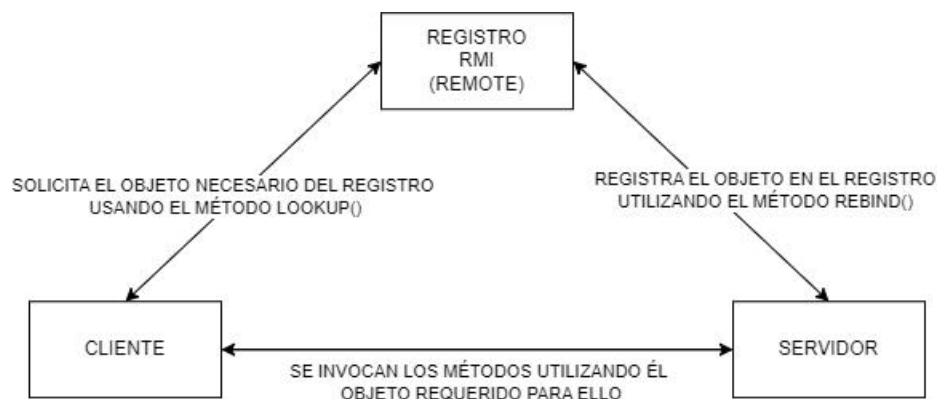 REGISTRO
RMI
(REMOTE)
SOLICITA EL OBJETO NECESARIO DEL REGISTRO
USANDO EL MÉTODO LOOKUP()
REGISTRA EL OBJETO EN EL REGISTRO
UTILIZANDO EL MÉTODO REBIND()
CLIENTE
SERVIDOR
SE INVOCAN LOS MÉTODOS UTILIZANDO ÉL
OBJETO REQUERIDO PARA ELLO